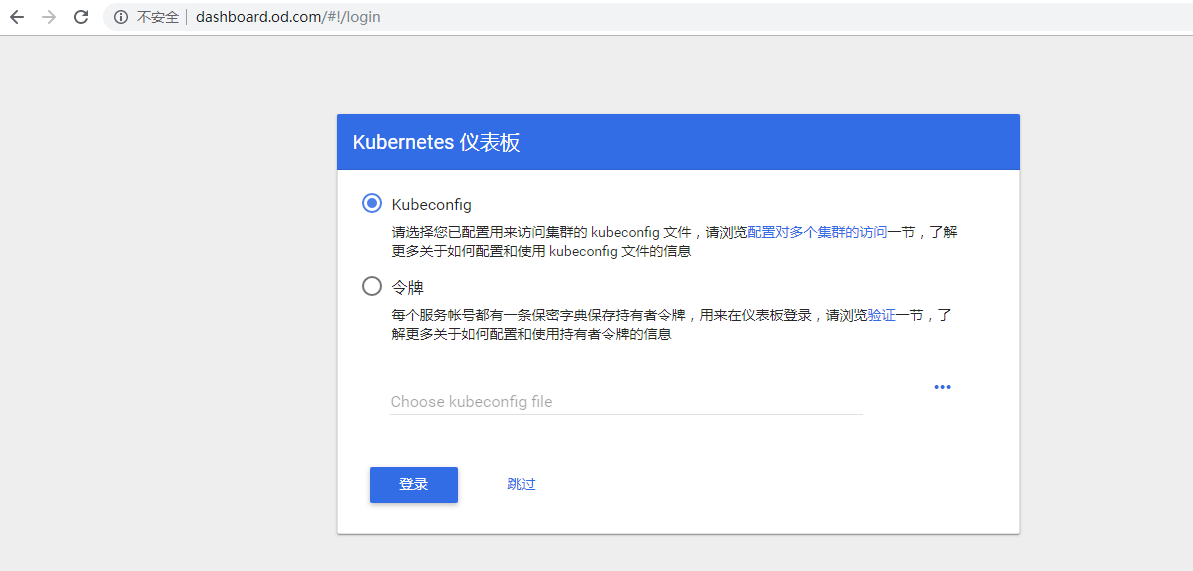 不安全 dashboard.od.com/#!/login
Kubernetes 仪表板
Kubeconfig
请选择您已配置用来访问集群的 kubeconfig 文件，请浏览配置对多个集群的访问一节，了解
更多关于如何配置和使用 kubeconfig 文件的信息
令牌
每个服务帐号都有一条保密字典保存持有者令牌，用来在仪表板登录，请浏览验证一节，了
解更多关于如何配置和使用持有者令牌的信息
Choose kubeconfig file
登录 跳过